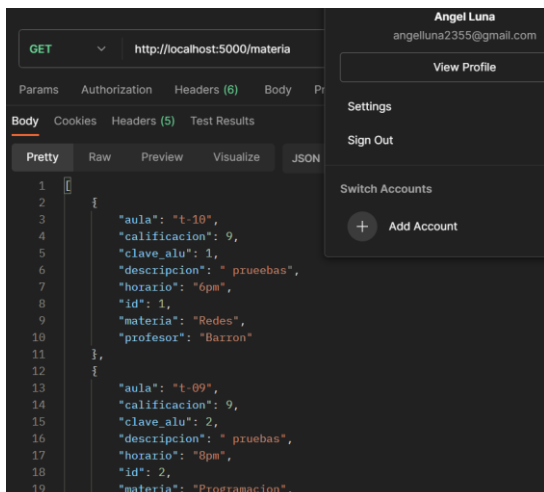 GET http://localhost:5000/materia
Params Authorization Headers (6) Body
Body Cookies Headers (5) Test Results
Pretty Raw Preview Visualize JSON
1 [
2 {
3 "aula": "t-10",
4 "calificacion": 9,
5 "clave_alu": 1,
6 "descripcion": " prueebas",
7 "horario": "6pm",
8 "id": 1,
9 "materia": "Redes",
10 "profesor": "Barron"
11 },
12 {
13 "aula": "t-09",
14 "calificacion": 9,
15 "clave_alu": 2,
16 "descripcion": " pruebas",
17 "horario": "8pm",
18 "id": 2,
19 "materia": "Programacion",
Angel Luna
angelluna2355@gmail.com
View Profile
Settings
Sign Out
Switch Accounts
+ Add Account